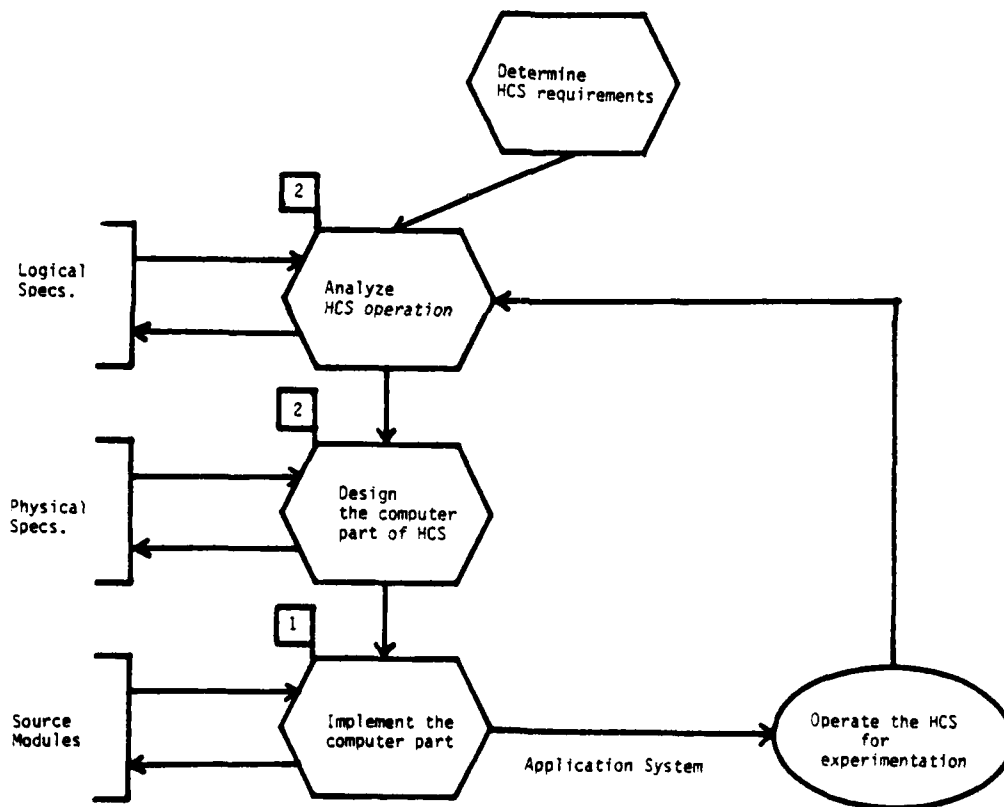 Determine
HCS requirements
2
Logical
Specs.
Analyze
HCS operation
2
Physical
Specs.
Design
the computer
part of HCS
1
Source
Modules
Implement the
computer part
Application System
Operate the HCS
for
experimentation